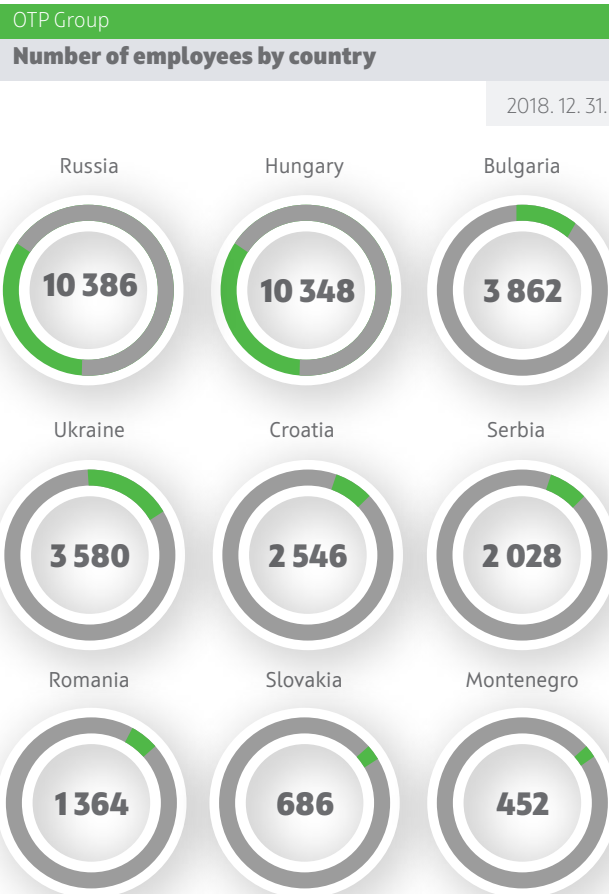 OTP Group
Number of employees by country
2018. 12. 31.
Russia Hungary Bulgaria
10 386 10 348 3 862
Ukraine Croatia Serbia
3 580 2 546 2 028
Romania Slovakia Montenegro
1 364 686 452